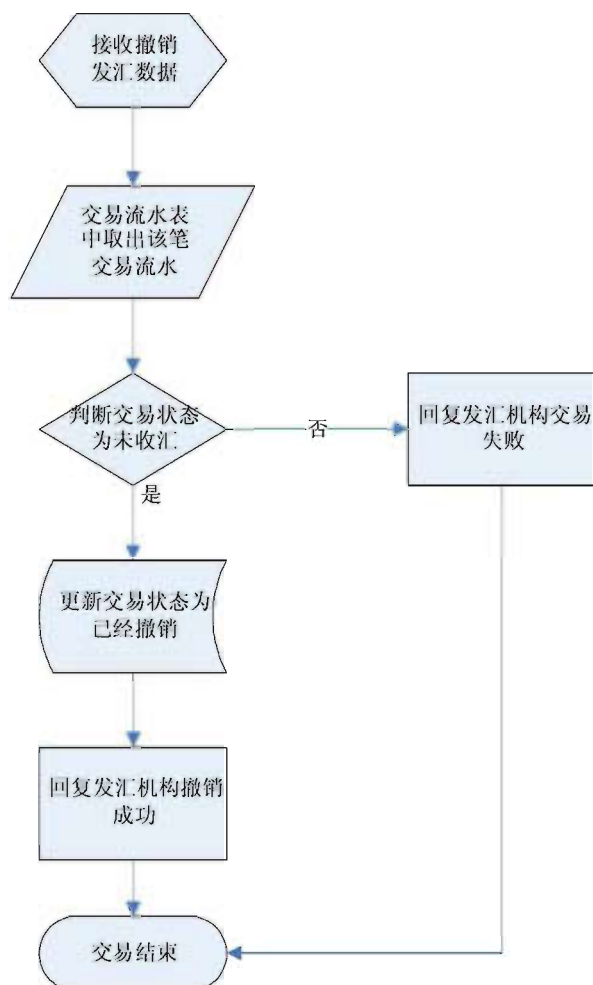 接收撤销
发汇数据
交易流水表
中取出该笔
交易流水
判断交易状态
为未收汇
否
回复发汇机构交易
失败
是
更新交易状态为
已经撤销
回复发汇机构撤销
成功
交易结束